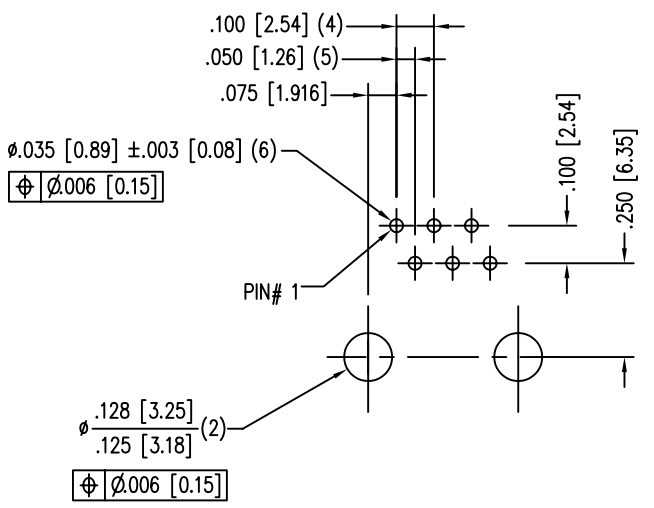 .100 [2.54] (4)
.050 [1.26] (5)
.075 [1.916]
ø.035 [0.89] ±.003 [0.08] (6)
⌖ Ø.006 [0.15]
.100 [2.54]
.250 [6.35]
PIN# 1
ø .128 [3.25]
.125 [3.18] (2)
⌖ Ø.006 [0.15]